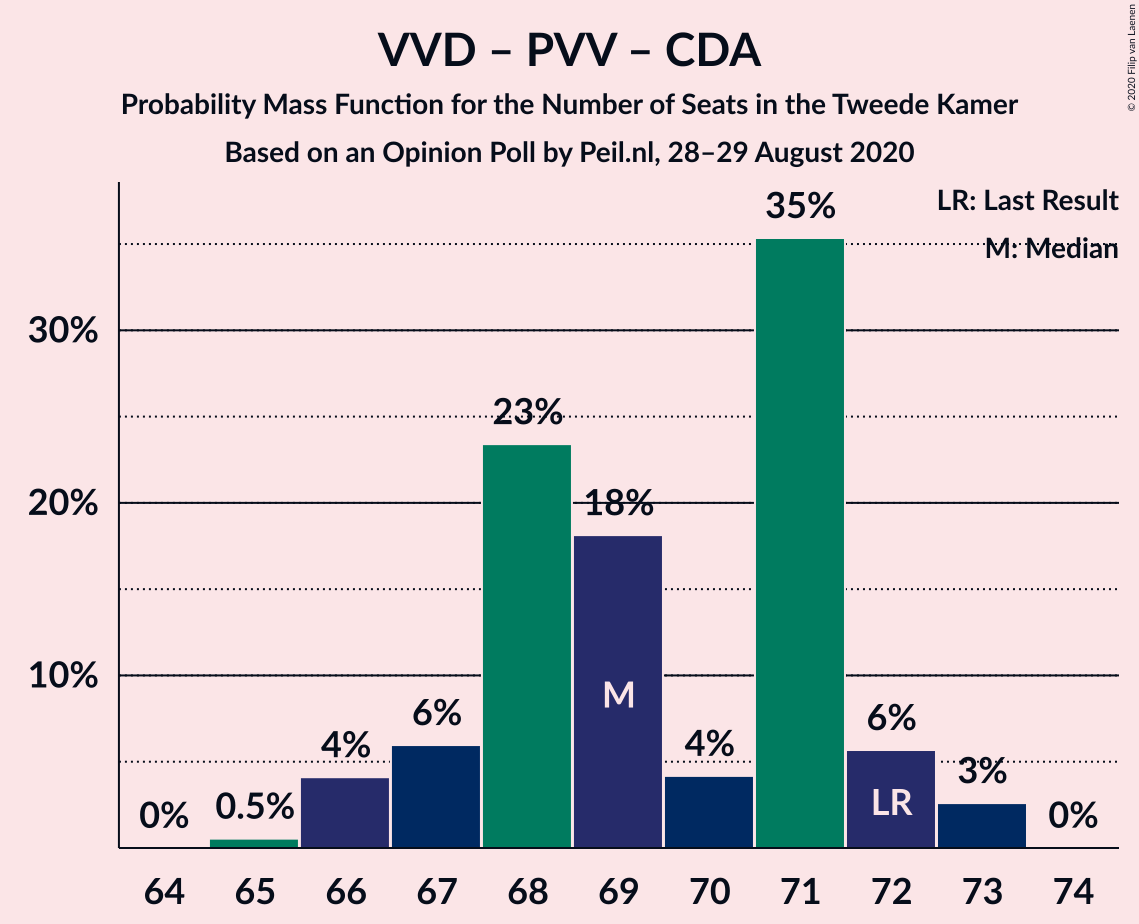 VVD – PVV – CDA
Probability Mass Function for the Number of Seats in the Tweede Kamer
Based on an Opinion Poll by Peil.nl, 28–29 August 2020
© 2020 Filip van Laenen
LR: Last Result
M: Median
30%
20%
10%
0%
0.5%
4%
6%
23%
18%
4%
35%
6%
3%
0%
M
LR
64 65 66 67 68 69 70 71 72 73 74